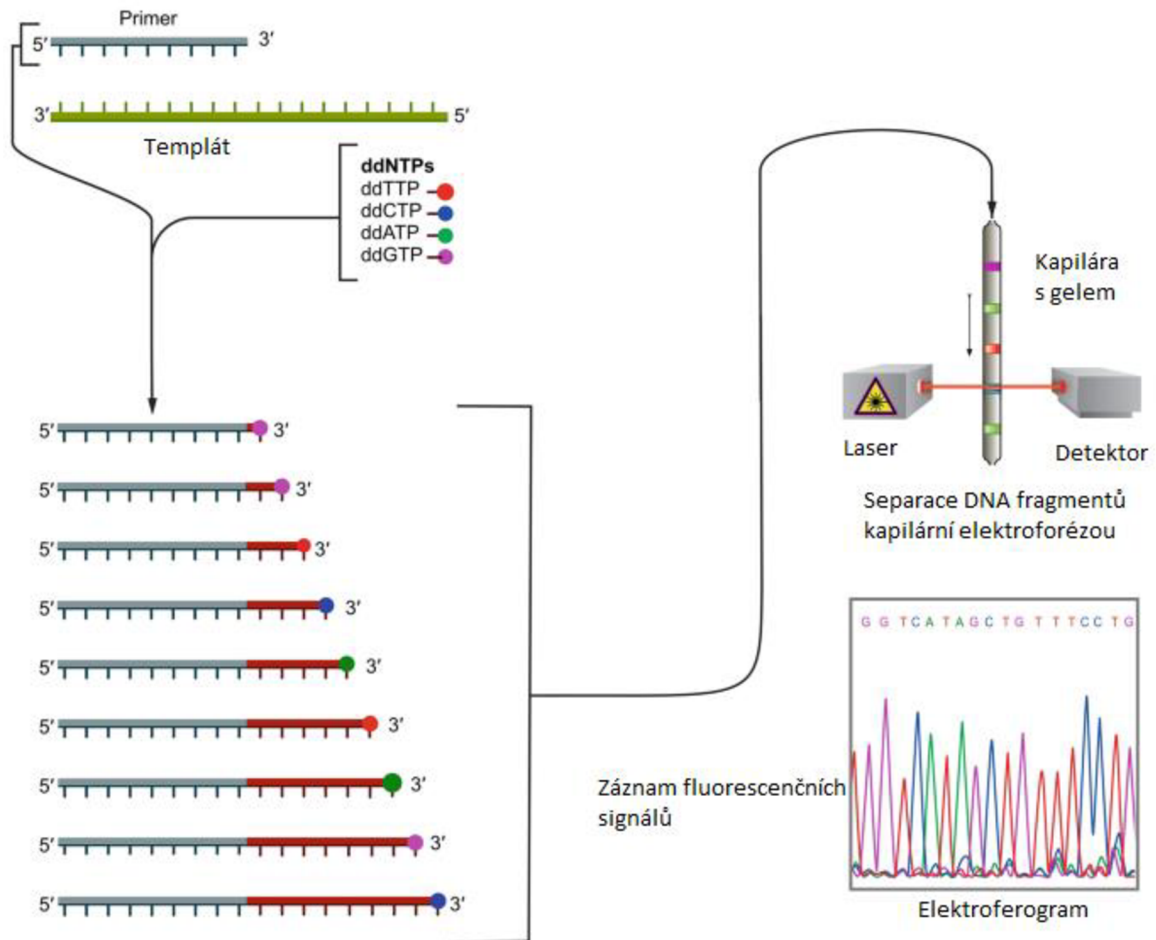 Primer
5′ 3′
3′ 5′
Templát
ddNTPs
ddTTP
ddCTP
ddATP
ddGTP
5′ 3′
5′ 3′
5′ 3′
5′ 3′
5′ 3′
5′ 3′
5′ 3′
5′ 3′
5′ 3′
Kapilára
s gelem
Laser
Detektor
Separace DNA fragmentů
kapilární elektroforézou
G G T C A T A G C T G T T T C C T G
Záznam fluorescenčních
signálů
Elektroferogram